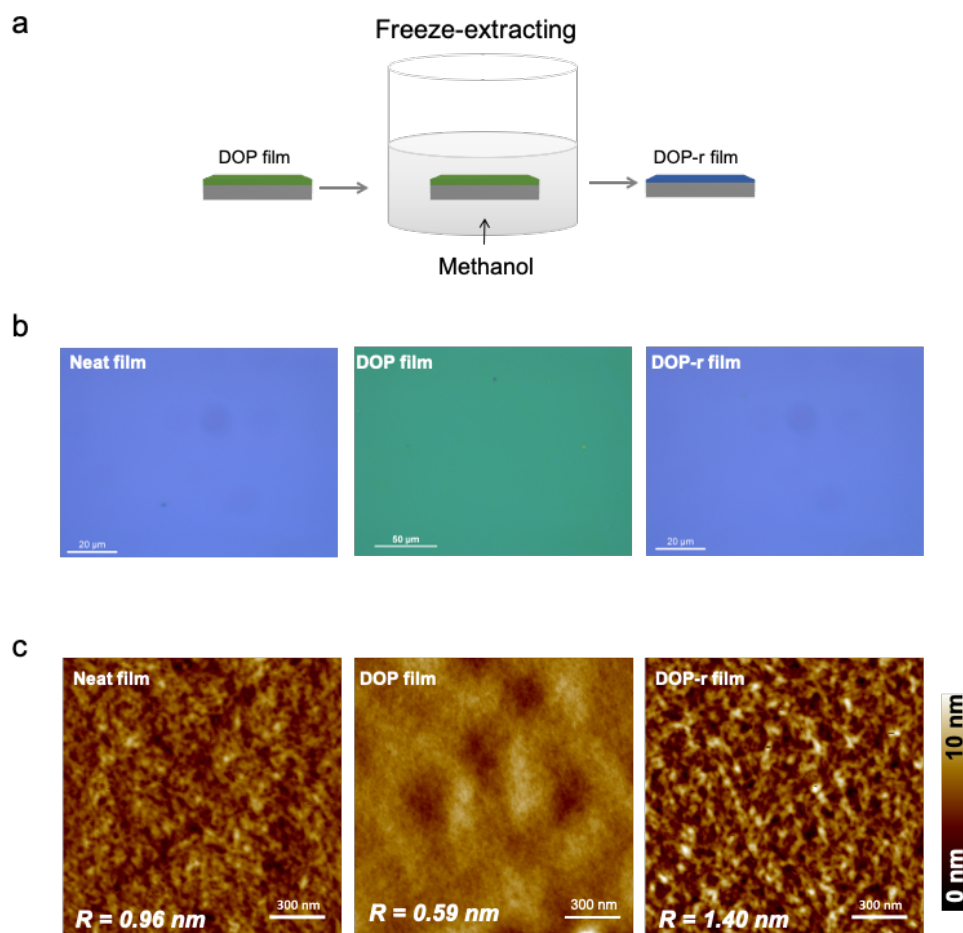 a
Freeze-extracting
DOP film
DOP-r film
Methanol
b
Neat film
DOP film
DOP-r film
20 µm
50 µm
20 µm
c
Neat film
DOP film
DOP-r film
10 nm
0 nm
300 nm
300 nm
300 nm
R = 0.96 nm
R = 0.59 nm
R = 1.40 nm